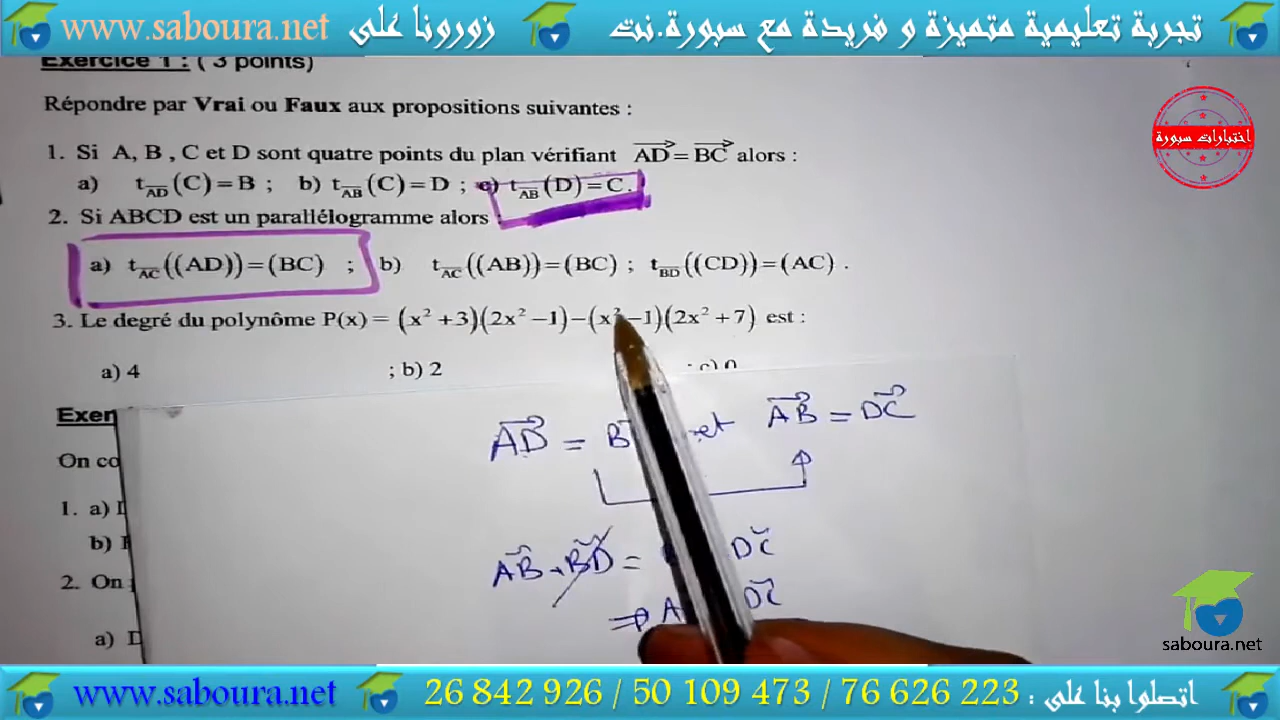 www.saboura.net زورونا على تجربة تعليمية متميزة و فريدة مع سبورة.نت
Exercice 1 : ( 3 points)
اختبارات سبورة
Répondre par Vrai ou Faux aux propositions suivantes :
1. Si A, B , C et D sont quatre points du plan vérifiant AD⃗ = BC⃗ alors :
a) t_AD⃗(C)=B ; b) t_AB⃗(C)=D ; c) t_AB⃗(D)=C.
2. Si ABCD est un parallélogramme alors :
a) t_AC⃗((AD))=(BC) ; b) t_AC⃗((AB))=(BC) ; t_BD⃗((CD))=(AC) .
3. Le degré du polynôme P(x) = (x² +3)(2x² −1)−(x² −1)(2x² +7) est :
a) 4 ; b) 2 ; c) 0
AD⃗ = et AB⃗ = DC⃗
On
1. a)
b)
2. On
a)
AB⃗ + BD⃗ = DC⃗
⇒ A DC⃗
saboura.net
www.saboura.net 26 842 926 / 50 109 473 / 76 626 223 : اتصلوا بنا على